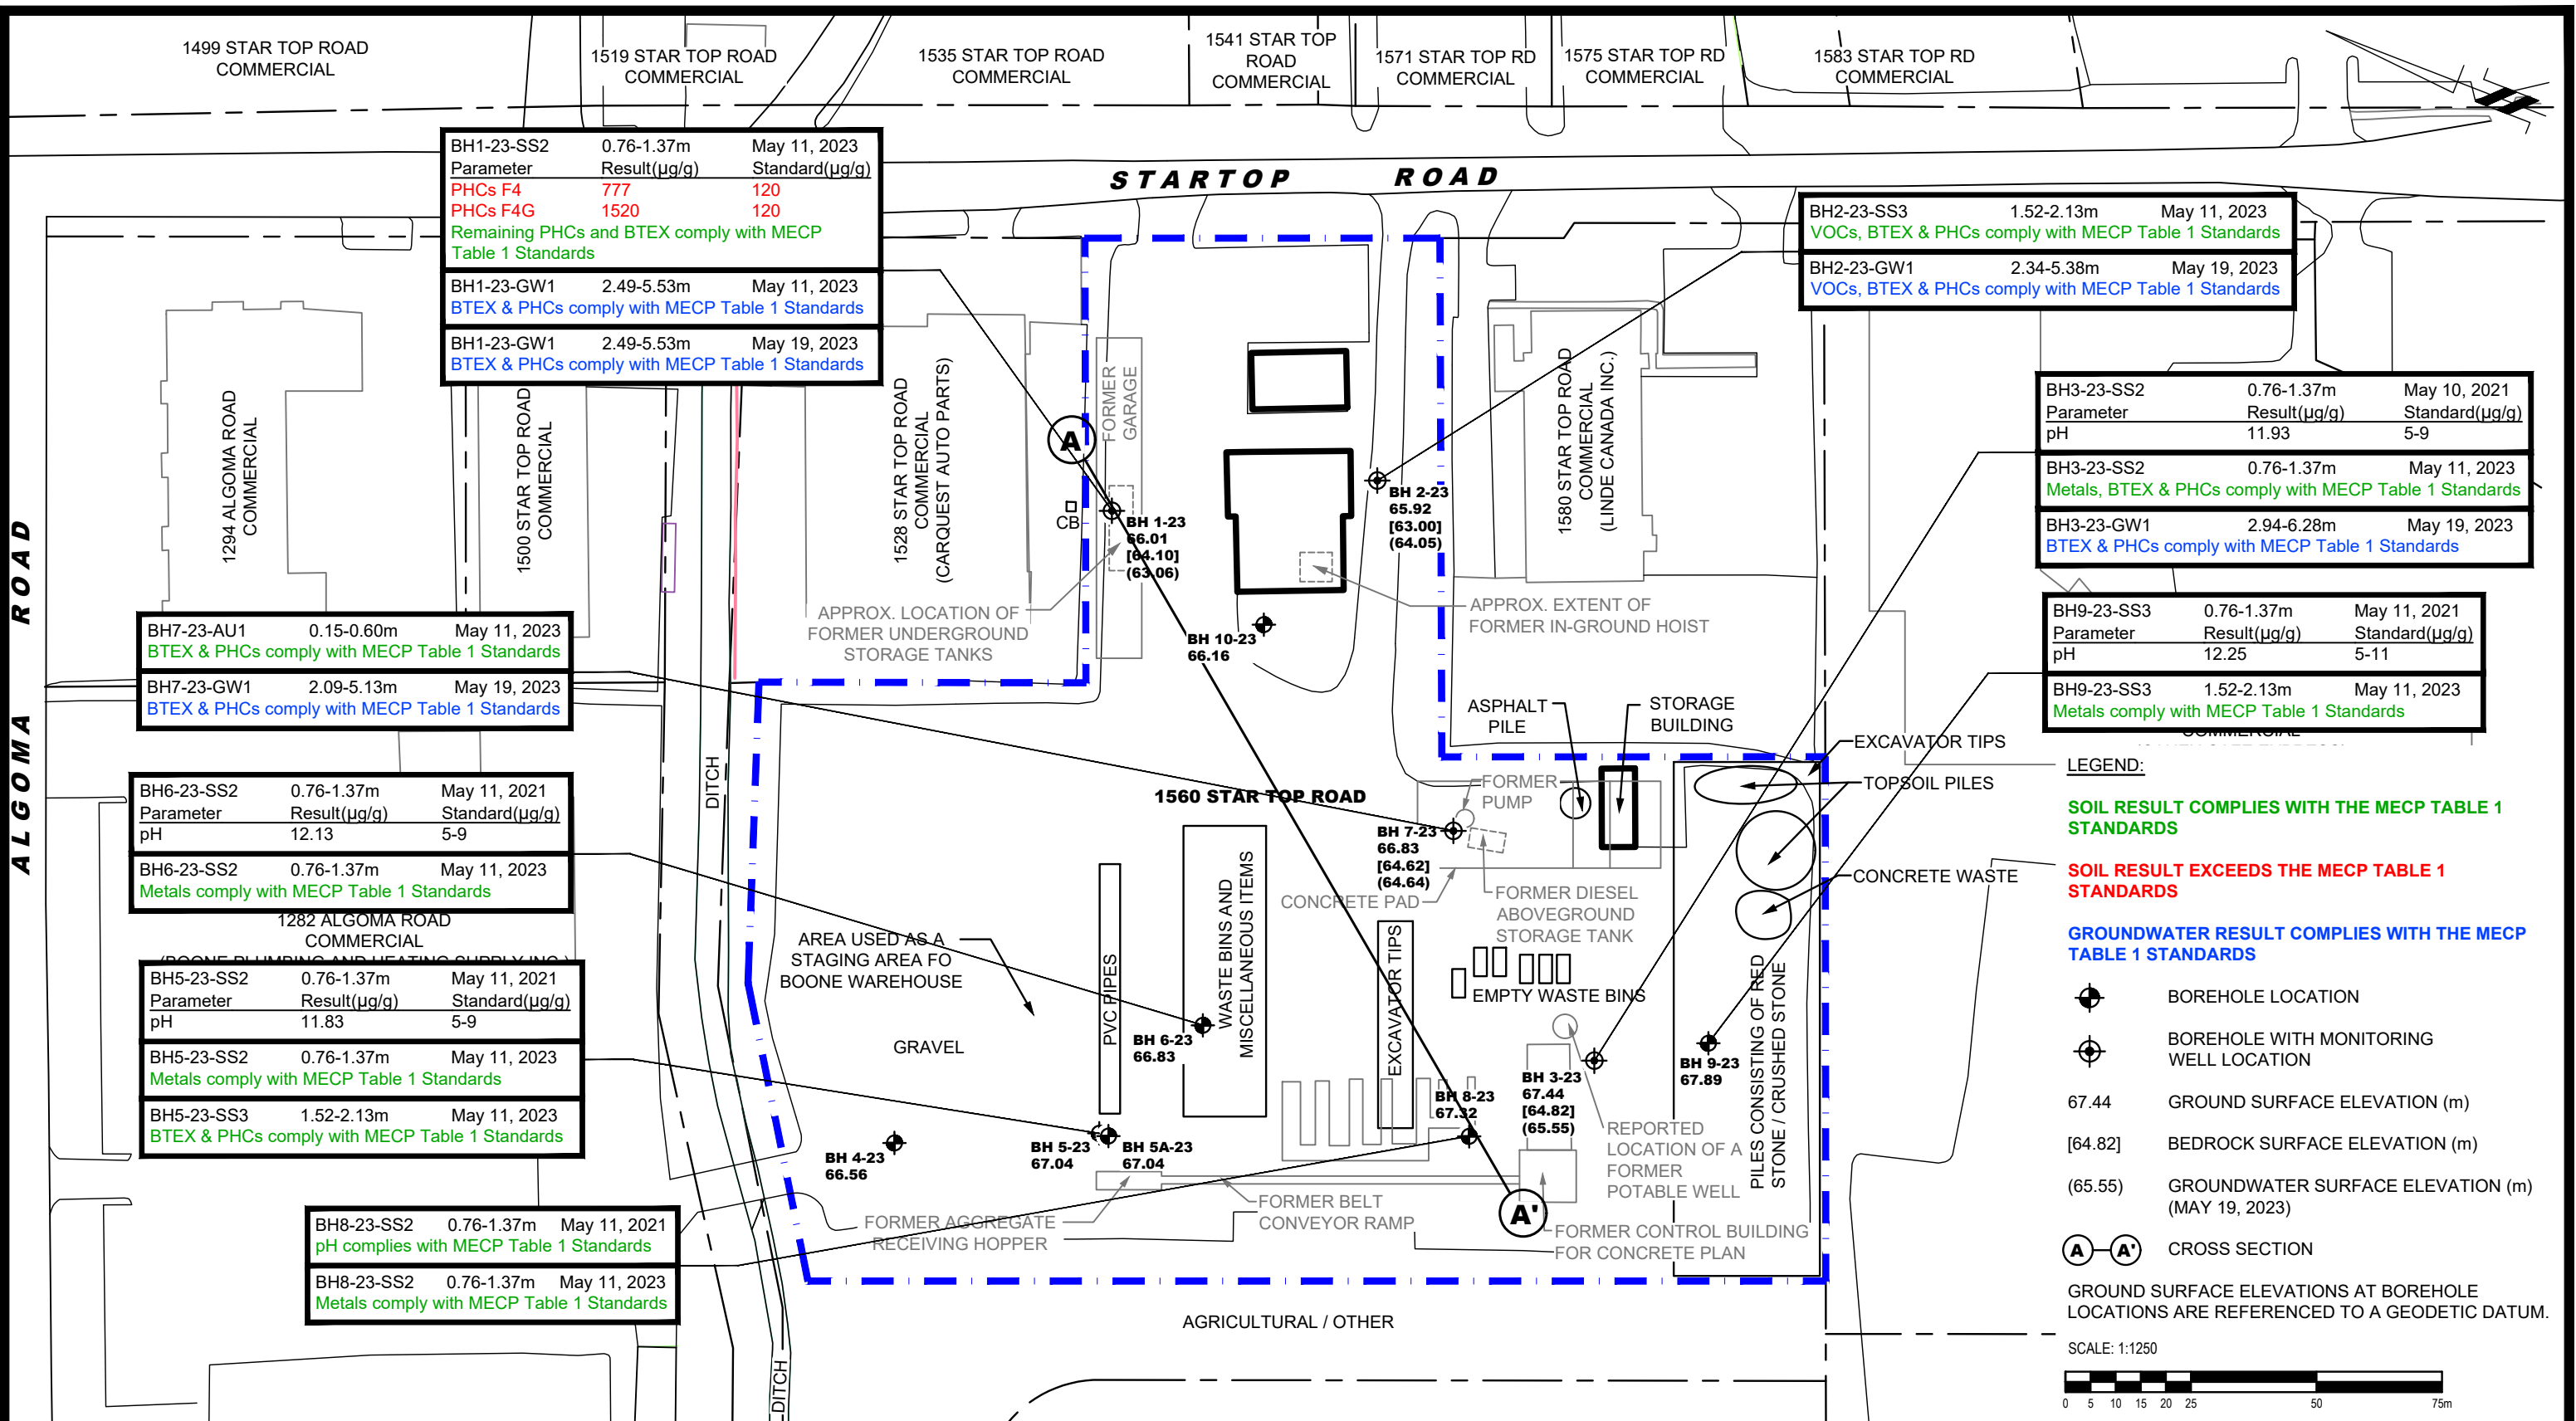 1499 STAR TOP ROAD
COMMERCIAL
1519 STAR TOP ROAD
COMMERCIAL
1535 STAR TOP ROAD
COMMERCIAL
1541 STAR TOP
ROAD
COMMERCIAL
1571 STAR TOP RD
COMMERCIAL
1575 STAR TOP RD
COMMERCIAL
1583 STAR TOP RD
COMMERCIAL
STARTOP ROAD
BH1-23-SS2 0.76-1.37m May 11, 2023
Parameter Result(µg/g) Standard(µg/g)
PHCs F4 777 120
PHCs F4G 1520 120
Remaining PHCs and BTEX comply with MECP
Table 1 Standards
BH1-23-GW1 2.49-5.53m May 11, 2023
BTEX & PHCs comply with MECP Table 1 Standards
BH1-23-GW1 2.49-5.53m May 19, 2023
BTEX & PHCs comply with MECP Table 1 Standards
BH2-23-SS3 1.52-2.13m May 11, 2023
VOCs, BTEX & PHCs comply with MECP Table 1 Standards
BH2-23-GW1 2.34-5.38m May 19, 2023
VOCs, BTEX & PHCs comply with MECP Table 1 Standards
BH3-23-SS2 0.76-1.37m May 10, 2021
Parameter Result(µg/g) Standard(µg/g)
pH 11.93 5-9
BH3-23-SS2 0.76-1.37m May 11, 2023
Metals, BTEX & PHCs comply with MECP Table 1 Standards
BH3-23-GW1 2.94-6.28m May 19, 2023
BTEX & PHCs comply with MECP Table 1 Standards
BH9-23-SS3 0.76-1.37m May 11, 2021
Parameter Result(µg/g) Standard(µg/g)
pH 12.25 5-11
BH9-23-SS3 1.52-2.13m May 11, 2023
Metals comply with MECP Table 1 Standards
COMMERCIAL
ALGOMA ROAD
1294 ALGOMA ROAD
COMMERCIAL
1500 STAR TOP ROAD
COMMERCIAL
1528 STAR TOP ROAD
COMMERCIAL
(CARQUEST AUTO PARTS)
FORMER
GARAGE
A
CB
BH 1-23
66.01
[64.10]
(63.06)
BH 2-23
65.92
[63.00]
(64.05)
1580 STAR TOP ROAD
COMMERCIAL
(LINDE CANADA INC.)
APPROX. LOCATION OF
FORMER UNDERGROUND
STORAGE TANKS
APPROX. EXTENT OF
FORMER IN-GROUND HOIST
BH 10-23
66.16
BH7-23-AU1 0.15-0.60m May 11, 2023
BTEX & PHCs comply with MECP Table 1 Standards
BH7-23-GW1 2.09-5.13m May 19, 2023
BTEX & PHCs comply with MECP Table 1 Standards
BH6-23-SS2 0.76-1.37m May 11, 2021
Parameter Result(µg/g) Standard(µg/g)
pH 12.13 5-9
BH6-23-SS2 0.76-1.37m May 11, 2023
Metals comply with MECP Table 1 Standards
1282 ALGOMA ROAD
COMMERCIAL
(BOONE PLUMBING AND HEATING SUPPLY INC.)
BH5-23-SS2 0.76-1.37m May 11, 2021
Parameter Result(µg/g) Standard(µg/g)
pH 11.83 5-9
BH5-23-SS2 0.76-1.37m May 11, 2023
Metals comply with MECP Table 1 Standards
BH5-23-SS3 1.52-2.13m May 11, 2023
BTEX & PHCs comply with MECP Table 1 Standards
BH8-23-SS2 0.76-1.37m May 11, 2021
pH complies with MECP Table 1 Standards
BH8-23-SS2 0.76-1.37m May 11, 2023
Metals comply with MECP Table 1 Standards
DITCH
DITCH
ASPHALT
PILE
STORAGE
BUILDING
EXCAVATOR TIPS
TOPSOIL PILES
CONCRETE WASTE
1560 STAR TOP ROAD
FORMER
PUMP
BH 7-23
66.83
[64.62]
(64.64)
CONCRETE PAD
FORMER DIESEL
ABOVEGROUND
STORAGE TANK
AREA USED AS A
STAGING AREA FO
BOONE WAREHOUSE
GRAVEL
PVC PIPES
WASTE BINS AND
MISCELLANEOUS ITEMS
EXCAVATOR TIPS
EMPTY WASTE BINS
PILES CONSISTING OF RED
STONE / CRUSHED STONE
BH 6-23
66.83
BH 9-23
67.89
BH 3-23
67.44
[64.82]
(65.55)
BH 8-23
67.32
BH 4-23
66.56
BH 5-23
67.04
BH 5A-23
67.04
REPORTED
LOCATION OF A
FORMER
POTABLE WELL
FORMER AGGREGATE
RECEIVING HOPPER
FORMER BELT
CONVEYOR RAMP
A'
FORMER CONTROL BUILDING
FOR CONCRETE PLAN
AGRICULTURAL / OTHER
LEGEND:
SOIL RESULT COMPLIES WITH THE MECP TABLE 1
STANDARDS
SOIL RESULT EXCEEDS THE MECP TABLE 1
STANDARDS
GROUNDWATER RESULT COMPLIES WITH THE MECP
TABLE 1 STANDARDS
BOREHOLE LOCATION
BOREHOLE WITH MONITORING
WELL LOCATION
67.44 GROUND SURFACE ELEVATION (m)
[64.82] BEDROCK SURFACE ELEVATION (m)
(65.55) GROUNDWATER SURFACE ELEVATION (m)
(MAY 19, 2023)
A A' CROSS SECTION
GROUND SURFACE ELEVATIONS AT BOREHOLE
LOCATIONS ARE REFERENCED TO A GEODETIC DATUM.
SCALE: 1:1250
0 5 10 15 20 25 50 75m